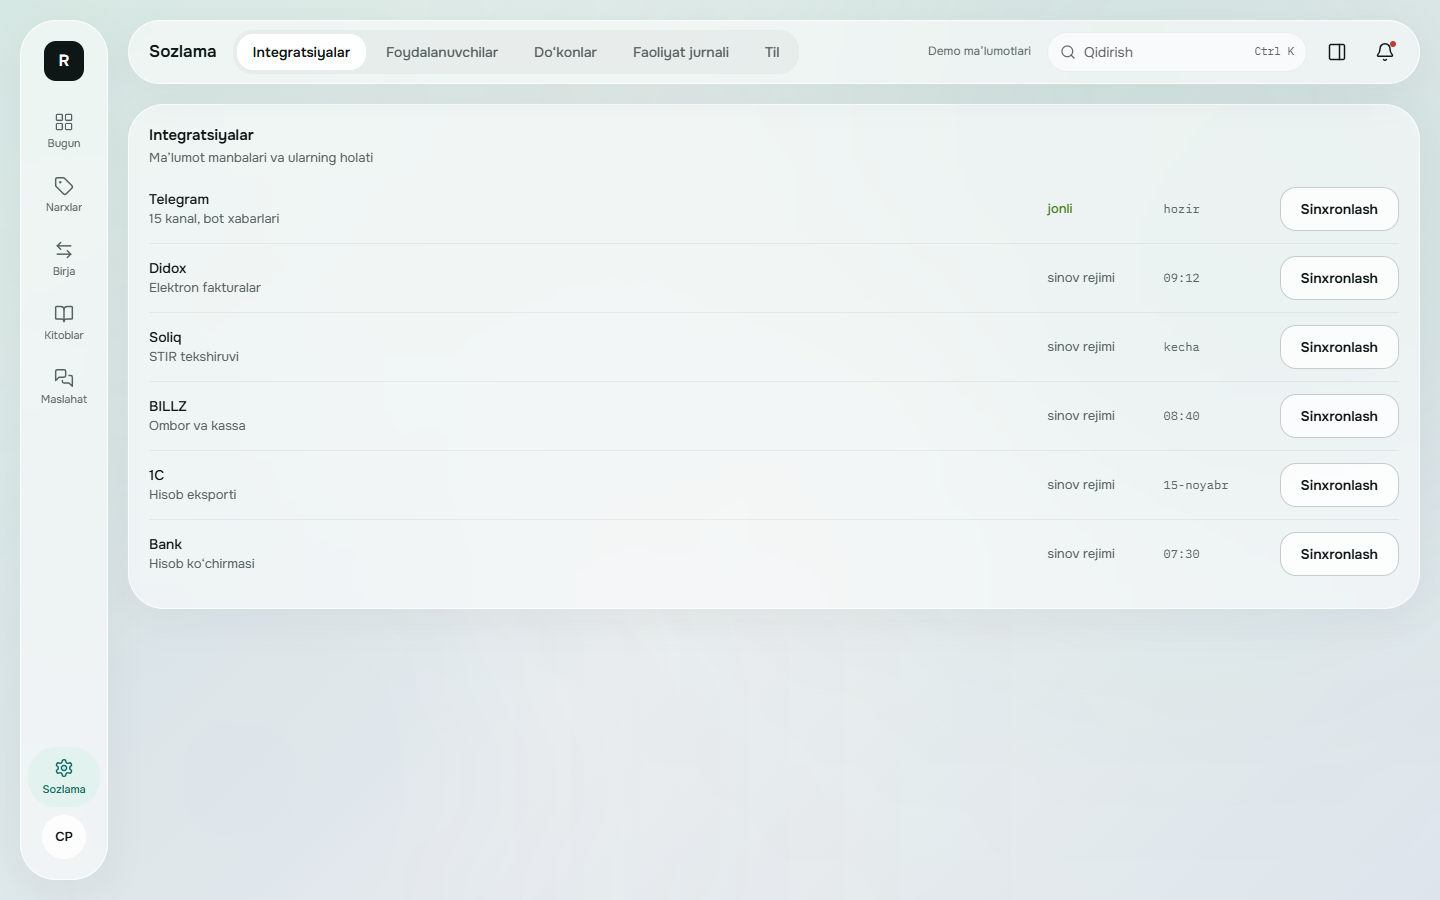 R
Sozlama
Integratsiyalar
Foydalanuvchilar
Do‘konlar
Faoliyat jurnali
Til
Demo ma’lumotlari
Qidirish
Ctrl K
Bugun
Narxlar
Birja
Kitoblar
Maslahat
Sozlama
CP
Integratsiyalar
Ma’lumot manbalari va ularning holati
Telegram
15 kanal, bot xabarlari
jonli
hozir
Sinxronlash
Didox
Elektron fakturalar
sinov rejimi
09:12
Sinxronlash
Soliq
STIR tekshiruvi
sinov rejimi
kecha
Sinxronlash
BILLZ
Ombor va kassa
sinov rejimi
08:40
Sinxronlash
1C
Hisob eksporti
sinov rejimi
15-noyabr
Sinxronlash
Bank
Hisob ko‘chirmasi
sinov rejimi
07:30
Sinxronlash